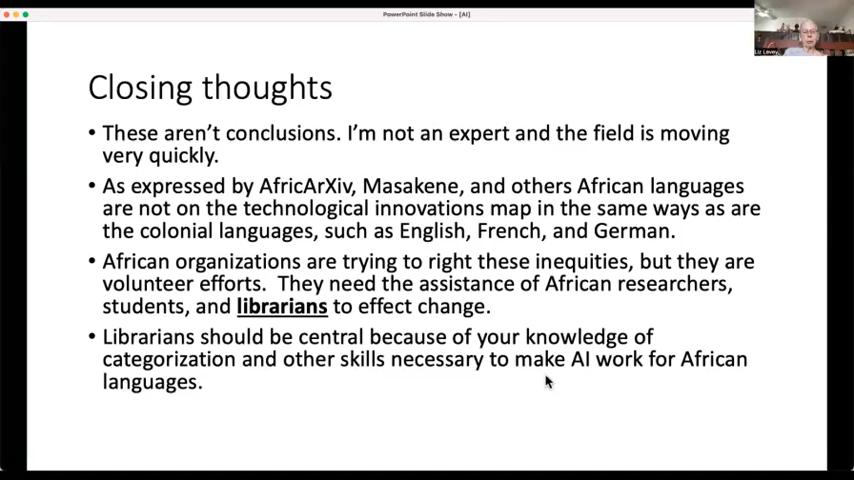 PowerPoint Slide Show - [AI]
Liz Levey
Closing thoughts
• These aren't conclusions. I'm not an expert and the field is moving
very quickly.
• As expressed by AfricArXiv, Masakene, and others African languages
are not on the technological innovations map in the same ways as are
the colonial languages, such as English, French, and German.
• African organizations are trying to right these inequities, but they are
volunteer efforts. They need the assistance of African researchers,
students, and librarians to effect change.
• Librarians should be central because of your knowledge of
categorization and other skills necessary to make AI work for African
languages.